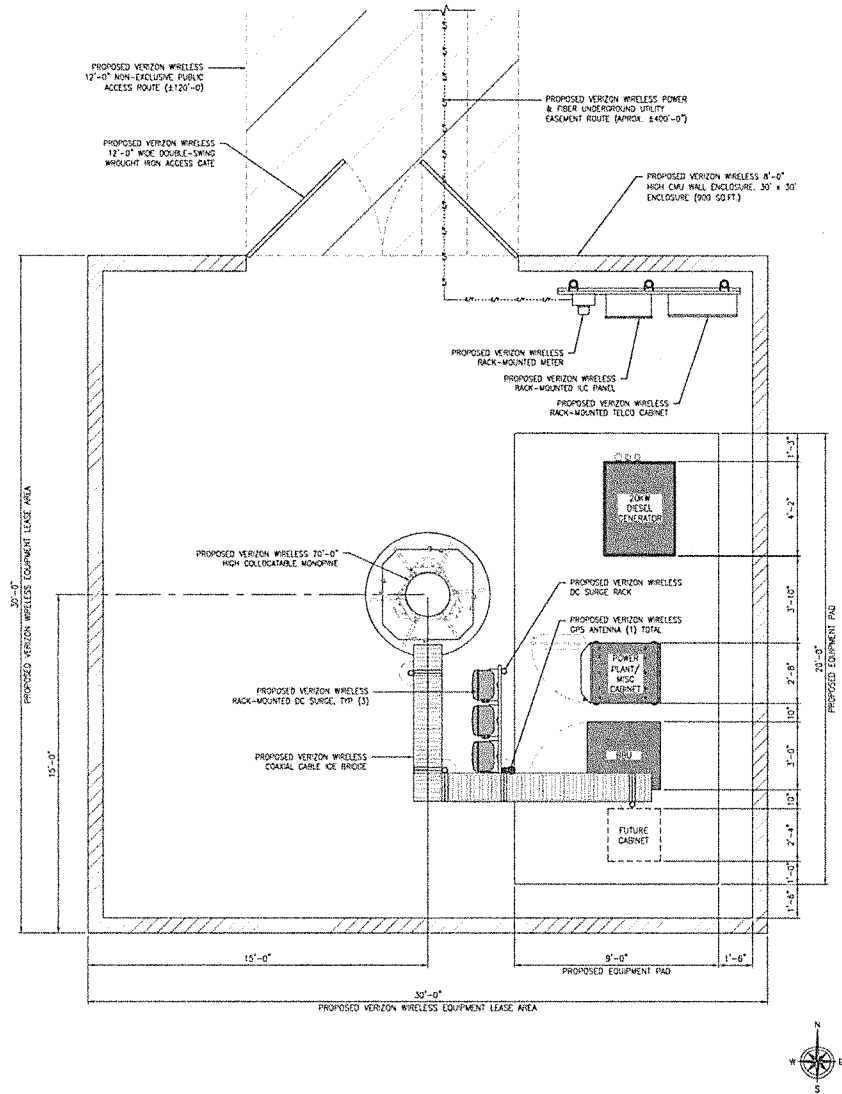 PROPOSED VERIZON WIRELESS
12'-0" NON-EXCLUSIVE PUBLIC
ACCESS ROUTE (±120'-0)
PROPOSED VERIZON WIRELESS POWER
& FIBER UNDERGROUND UTILITY
EASEMENT ROUTE (APROX. ±400'-0")
PROPOSED VERIZON WIRELESS
12'-0" WIDE DOUBLE-SWING
WROUGHT IRON ACCESS GATE
PROPOSED VERIZON WIRELESS 8'-0"
HIGH CMU WALL ENCLOSURE, 30' x 30'
ENCLOSURE (900 SQ.FT.)
PROPOSED VERIZON WIRELESS
RACK-MOUNTED METER
PROPOSED VERIZON WIRELESS
RACK-MOUNTED ILC PANEL
PROPOSED VERIZON WIRELESS
RACK-MOUNTED TELCO CABINET
1'-3"
20KW
DIESEL
GENERATOR
4'-2"
PROPOSED VERIZON WIRELESS 70'-0"
HIGH COLLOCATABLE MONOPINE
PROPOSED VERIZON WIRELESS
DC SURGE RACK
3'-10"
PROPOSED VERIZON WIRELESS
GPS ANTENNA (1) TOTAL
POWER
PLANT/
MISC
CABINET
2'-8"
20'-0"
PROPOSED EQUIPMENT PAD
PROPOSED VERIZON WIRELESS
RACK-MOUNTED DC SURGE, TYP (3)
10"
PROPOSED VERIZON WIRELESS
COAXIAL CABLE ICE BRIDGE
BBU
3'-0"
10"
FUTURE
CABINET
2'-4"
1'-0"
1'-6"
30'-0"
PROPOSED VERIZON WIRELESS EQUIPMENT LEASE AREA
15'-0"
15'-0"
9'-0"
PROPOSED EQUIPMENT PAD
1'-6"
30'-0"
PROPOSED VERIZON WIRELESS EQUIPMENT LEASE AREA
N
W
E
S